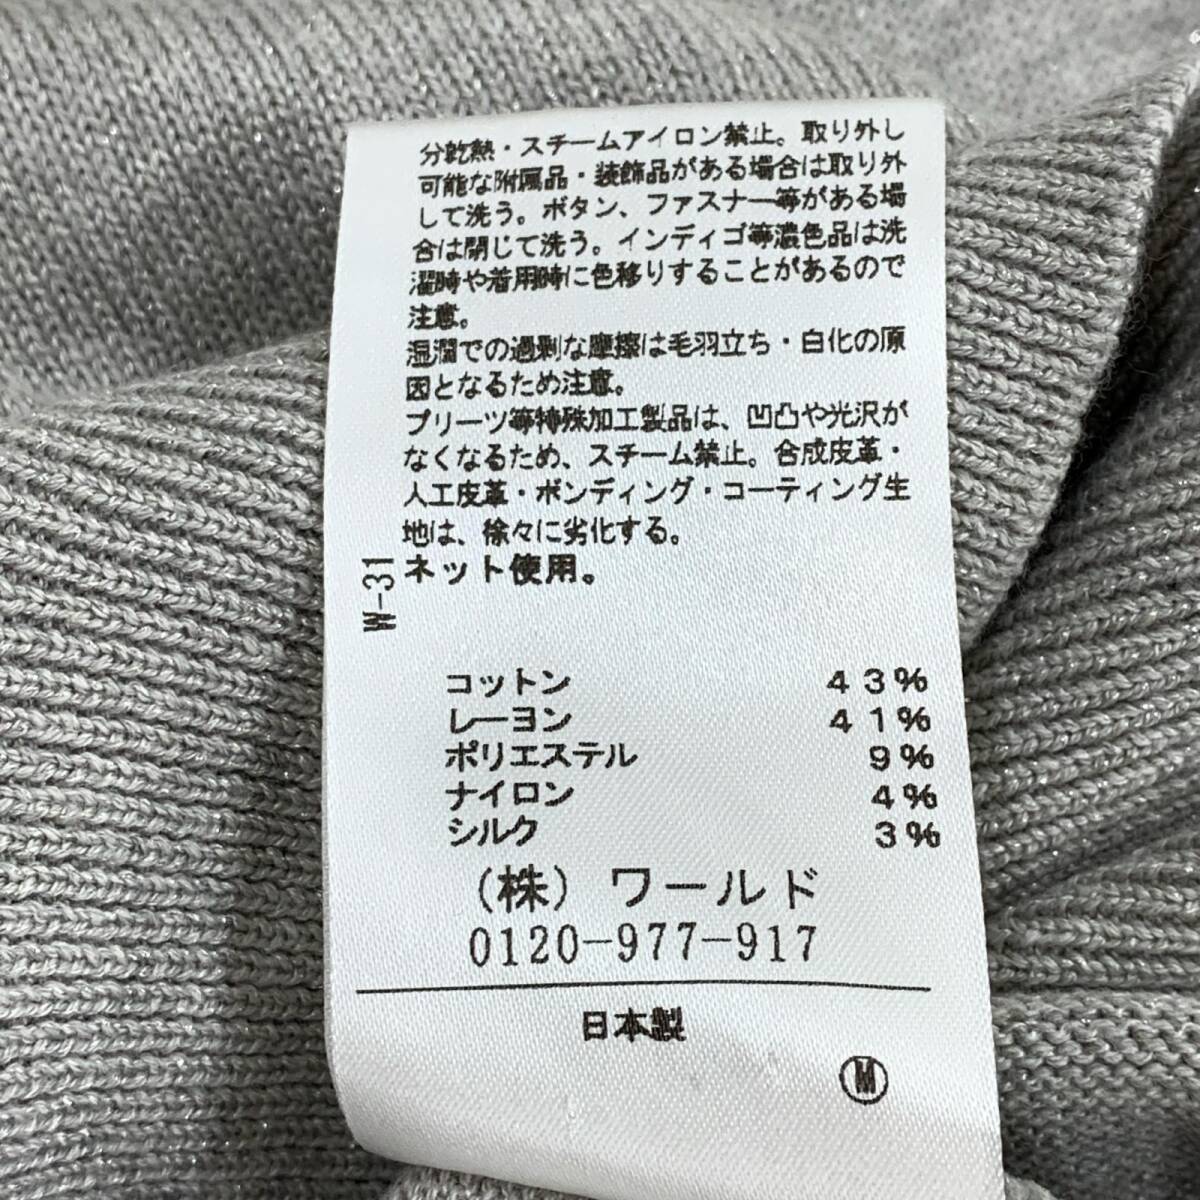 分乾熱・スチームアイロン禁止。取り外し
可能な附属品・装飾品がある場合は取り外
して洗う。ボタン、ファスナー等がある場
合は閉じて洗う。インディゴ等濃色品は洗
濯時や着用時に色移りすることがあるので
注意。
湿潤での過剰な摩擦は毛羽立ち・白化の原
因となるため注意。
プリーツ等特殊加工製品は、凹凸や光沢が
なくなるため、スチーム禁止。合成皮革・
人工皮革・ボンディング・コーティング生
地は、徐々に劣化する。
ネット使用。
W-31
コットン 43%
レーヨン 41%
ポリエステル 9%
ナイロン 4%
シルク 3%
(株) ワールド
0120-977-917
日本製
Ⓜ